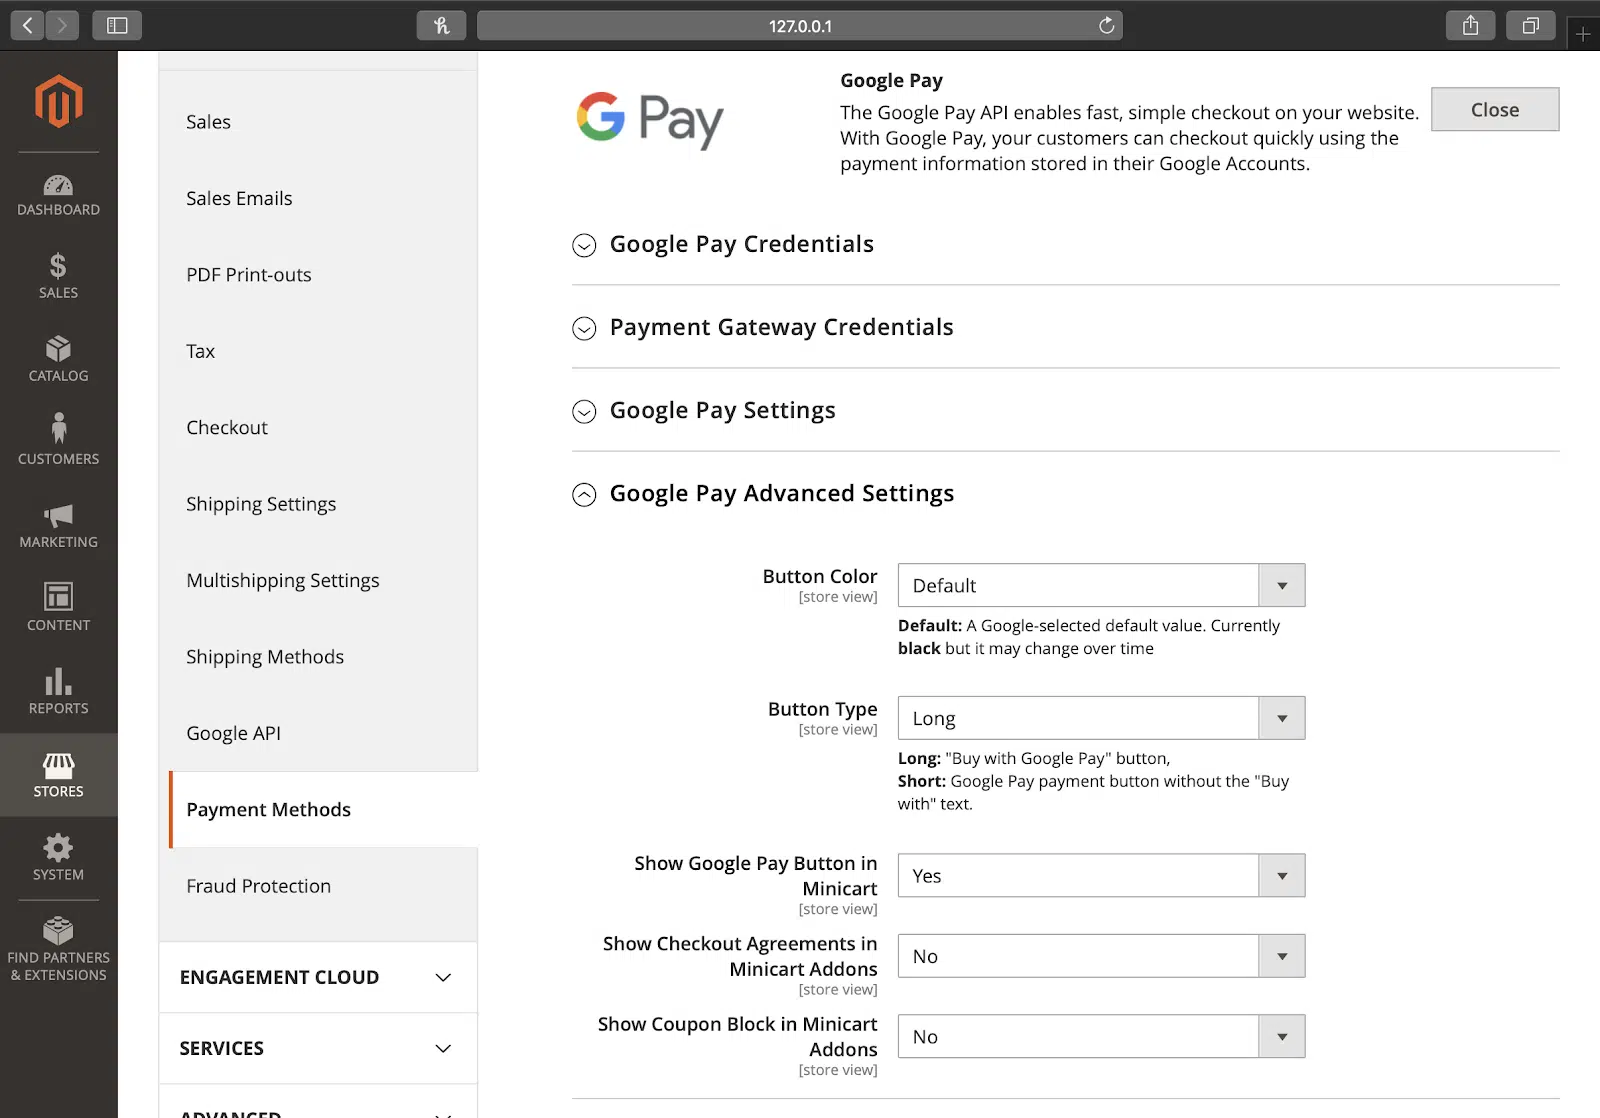 127.0.0.1
DASHBOARD
SALES
CATALOG
CUSTOMERS
MARKETING
CONTENT
REPORTS
STORES
SYSTEM
FIND PARTNERS
& EXTENSIONS
Sales
Sales Emails
PDF Print-outs
Tax
Checkout
Shipping Settings
Multishipping Settings
Shipping Methods
Google API
Payment Methods
Fraud Protection
ENGAGEMENT CLOUD
SERVICES
ADVANCED
G Pay
Google Pay
The Google Pay API enables fast, simple checkout on your website.
With Google Pay, your customers can checkout quickly using the
payment information stored in their Google Accounts.
Close
Google Pay Credentials
Payment Gateway Credentials
Google Pay Settings
Google Pay Advanced Settings
Button Color
[store view]
Default
Default: A Google-selected default value. Currently
black but it may change over time
Button Type
[store view]
Long
Long: "Buy with Google Pay" button,
Short: Google Pay payment button without the "Buy
with" text.
Show Google Pay Button in
Minicart
[store view]
Yes
Show Checkout Agreements in
Minicart Addons
[store view]
No
Show Coupon Block in Minicart
Addons
[store view]
No